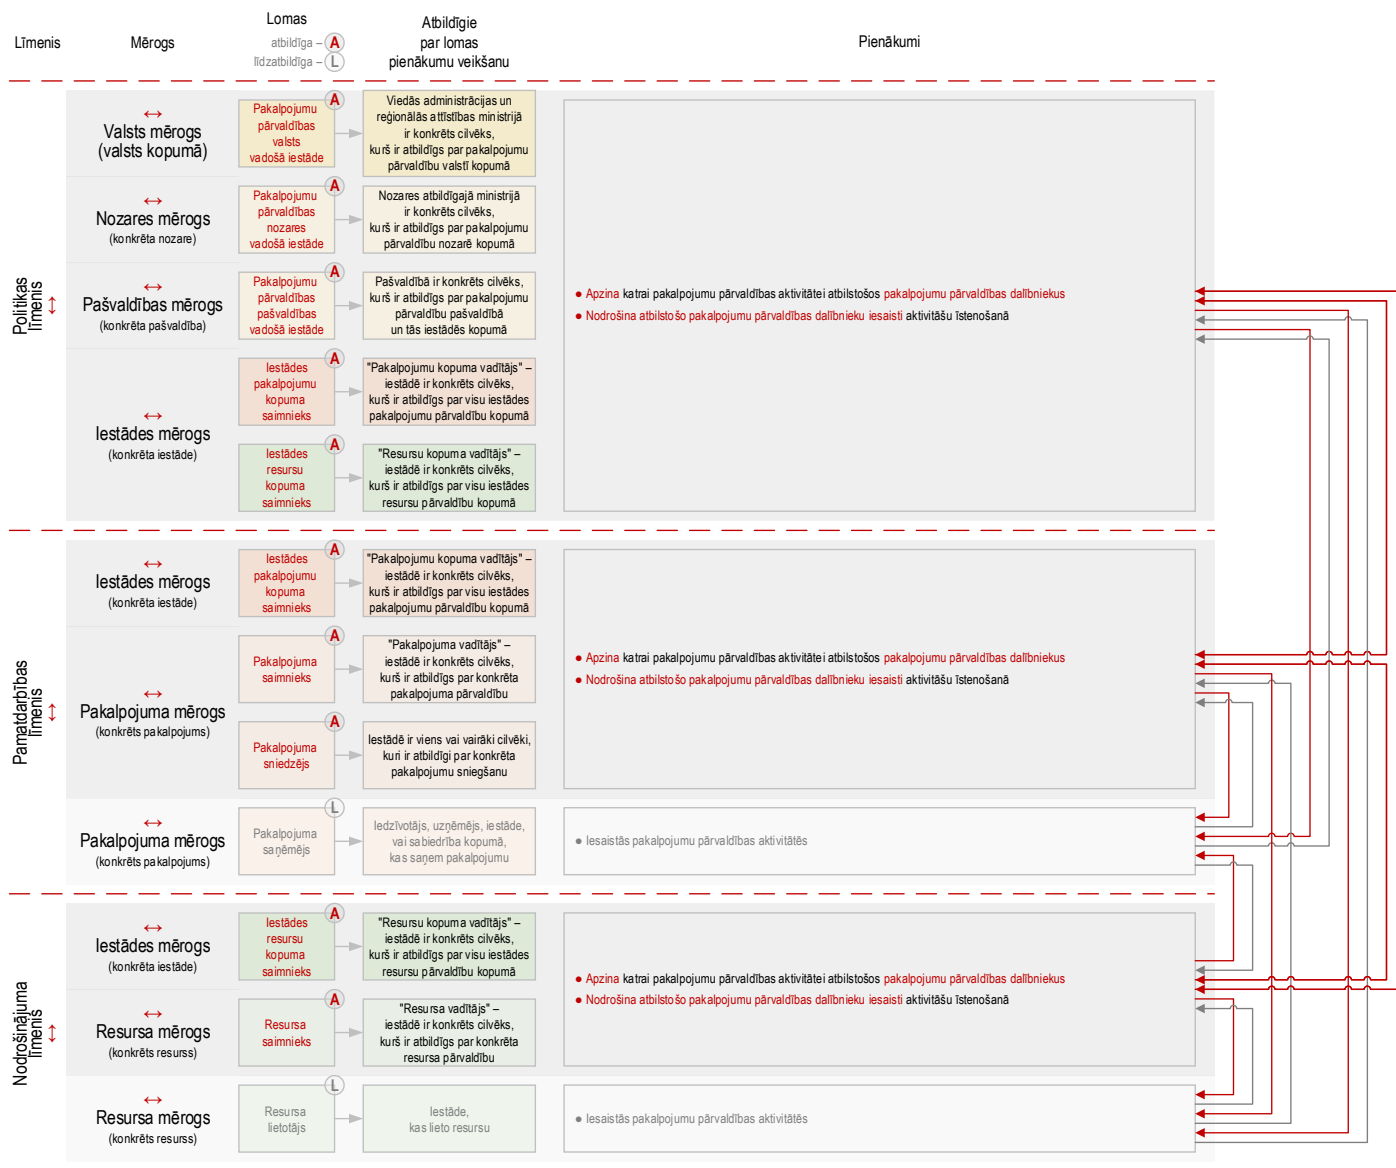 Līmenis
Mērogs
Lomas
atbildīga – A
līdzatbildīga – L
Atbildīgie
par lomas
pienākumu veikšanu
Pienākumi
Politikas
līmenis
↔
Valsts mērogs
(valsts kopumā)
A
Pakalpojumu
pārvaldības
valsts
vadošā iestāde
Viedās administrācijas un
reģionālās attīstības ministrijā
ir konkrēts cilvēks,
kurš ir atbildīgs par pakalpojumu
pārvaldību valstī kopumā
↔
Nozares mērogs
(konkrēta nozare)
A
Pakalpojumu
pārvaldības
nozares
vadošā iestāde
Nozares atbildīgajā ministrijā
ir konkrēts cilvēks,
kurš ir atbildīgs par pakalpojumu
pārvaldību nozarē kopumā
↔
Pašvaldības mērogs
(konkrēta pašvaldība)
A
Pakalpojumu
pārvaldības
pašvaldības
vadošā iestāde
Pašvaldībā ir konkrēts cilvēks,
kurš ir atbildīgs par pakalpojumu
pārvaldību pašvaldībā
un tās iestādēs kopumā
● Apzina katrai pakalpojumu pārvaldības aktivitātei atbilstošos pakalpojumu pārvaldības dalībniekus
● Nodrošina atbilstošo pakalpojumu pārvaldības dalībnieku iesaisti aktivitāšu īstenošanā
↔
Iestādes mērogs
(konkrēta iestāde)
A
Iestādes
pakalpojumu
kopuma
saimnieks
"Pakalpojumu kopuma vadītājs" –
iestādē ir konkrēts cilvēks,
kurš ir atbildīgs par visu iestādes
pakalpojumu pārvaldību kopumā
A
Iestādes
resursu
kopuma
saimnieks
"Resursu kopuma vadītājs" –
iestādē ir konkrēts cilvēks,
kurš ir atbildīgs par visu iestādes
resursu pārvaldību kopumā
Pamatdarbības
līmenis
↔
Iestādes mērogs
(konkrēta iestāde)
A
Iestādes
pakalpojumu
kopuma
saimnieks
"Pakalpojumu kopuma vadītājs" –
iestādē ir konkrēts cilvēks,
kurš ir atbildīgs par visu iestādes
pakalpojumu pārvaldību kopumā
↔
Pakalpojuma mērogs
(konkrēts pakalpojums)
A
Pakalpojuma
saimnieks
"Pakalpojuma vadītājs" –
iestādē ir konkrēts cilvēks,
kurš ir atbildīgs par konkrēta
pakalpojuma pārvaldību
● Apzina katrai pakalpojumu pārvaldības aktivitātei atbilstošos pakalpojumu pārvaldības dalībniekus
● Nodrošina atbilstošo pakalpojumu pārvaldības dalībnieku iesaisti aktivitāšu īstenošanā
A
Pakalpojuma
sniedzējs
Iestādē ir viens vai vairāki cilvēki,
kuri ir atbildīgi par konkrēta
pakalpojumu sniegšanu
↔
Pakalpojuma mērogs
(konkrēts pakalpojums)
L
Pakalpojuma
saņēmējs
Iedzīvotājs, uzņēmējs, iestāde,
vai sabiedrība kopumā,
kas saņem pakalpojumu
● Iesaistās pakalpojumu pārvaldības aktivitātēs
Nodrošinājuma
līmenis
↔
Iestādes mērogs
(konkrēta iestāde)
A
Iestādes
resursu
kopuma
saimnieks
"Resursu kopuma vadītājs" –
iestādē ir konkrēts cilvēks,
kurš ir atbildīgs par visu iestādes
resursu pārvaldību kopumā
● Apzina katrai pakalpojumu pārvaldības aktivitātei atbilstošos pakalpojumu pārvaldības dalībniekus
● Nodrošina atbilstošo pakalpojumu pārvaldības dalībnieku iesaisti aktivitāšu īstenošanā
↔
Resursa mērogs
(konkrēts resurss)
A
Resursa
saimnieks
"Resursa vadītājs" –
iestādē ir konkrēts cilvēks,
kurš ir atbildīgs par konkrēta
resursa pārvaldību
↔
Resursa mērogs
(konkrēts resurss)
L
Resursa
lietotājs
Iestāde,
kas lieto resursu
● Iesaistās pakalpojumu pārvaldības aktivitātēs